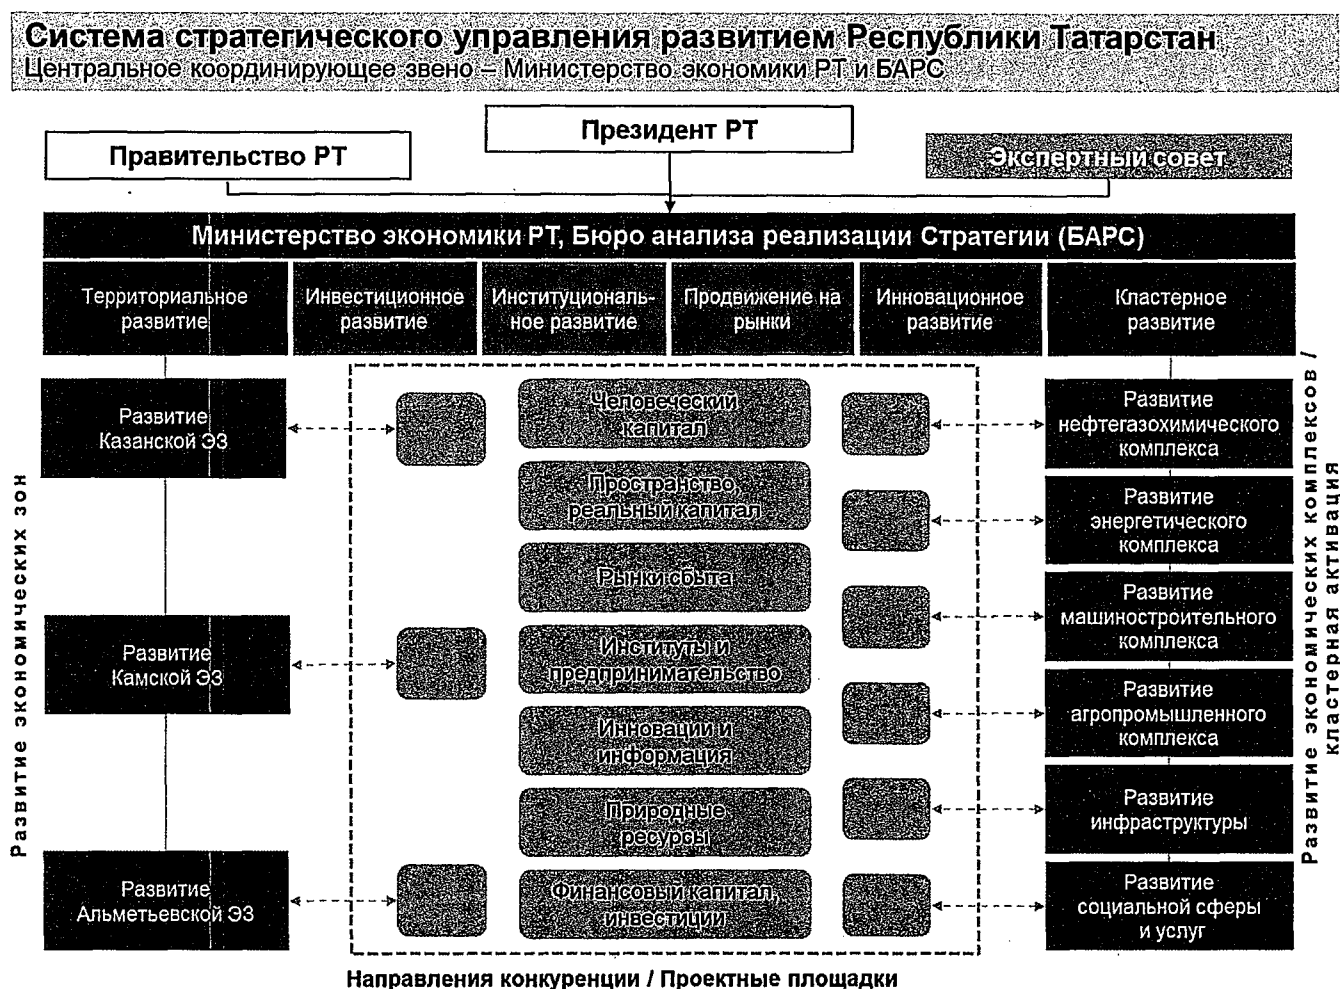 Система стратегического управления развитием Республики Татарстан
Центральное координирующее звено – Министерство экономики РТ и БАРС
Президент РТ
Правительство РТ
Экспертный совет
Министерство экономики РТ, Бюро анализа реализации Стратегии (БАРС)
Территориальное
развитие
Инвестиционное
развитие
Институциональ-
ное развитие
Продвижение на
рынки
Инновационное
развитие
Кластерное
развитие
Развитие экономических зон
Развитие
Казанской ЭЗ
Развитие
Камской ЭЗ
Развитие
Альметьевской ЭЗ
Человеческий
капитал
Пространство,
реальный капитал
Рынки сбыта
Институты и
предпринимательство
Инновации и
информация
Природные
ресурсы
Финансовый капитал,
инвестиции
Развитие
нефтегазохимического
комплекса
Развитие
энергетического
комплекса
Развитие
машиностроительного
комплекса
Развитие
агропромышленного
комплекса
Развитие
инфраструктуры
Развитие
социальной сферы
и услуг
Развитие экономических комплексов /
кластерная активация
Направления конкуренции / Проектные площадки